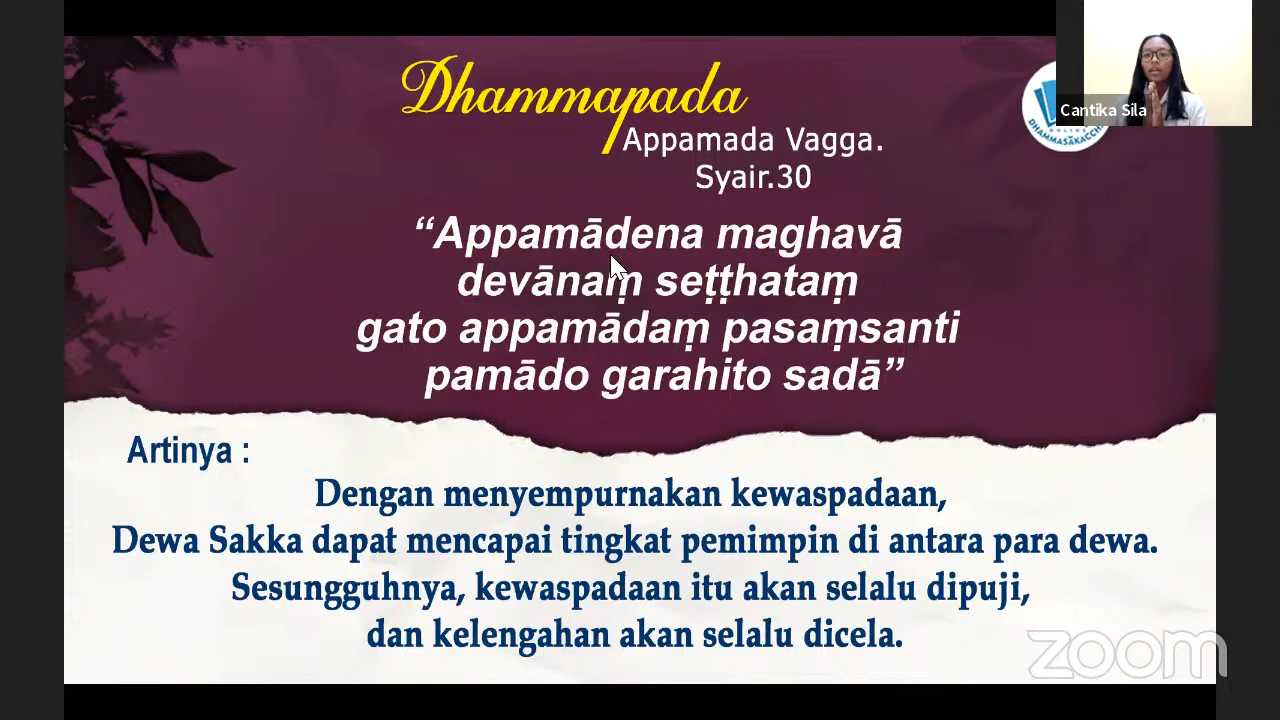 Dhammapada
Appamada Vagga.
Syair.30
“Appamādena maghavā
devānaṃ seṭṭhataṃ
gato appamādaṃ pasaṃsanti
pamādo garahito sadā”
Artinya :
Dengan menyempurnakan kewaspadaan,
Dewa Sakka dapat mencapai tingkat pemimpin di antara para dewa.
Sesungguhnya, kewaspadaan itu akan selalu dipuji,
dan kelengahan akan selalu dicela.
Cantika Sila
ONLINE
zoom